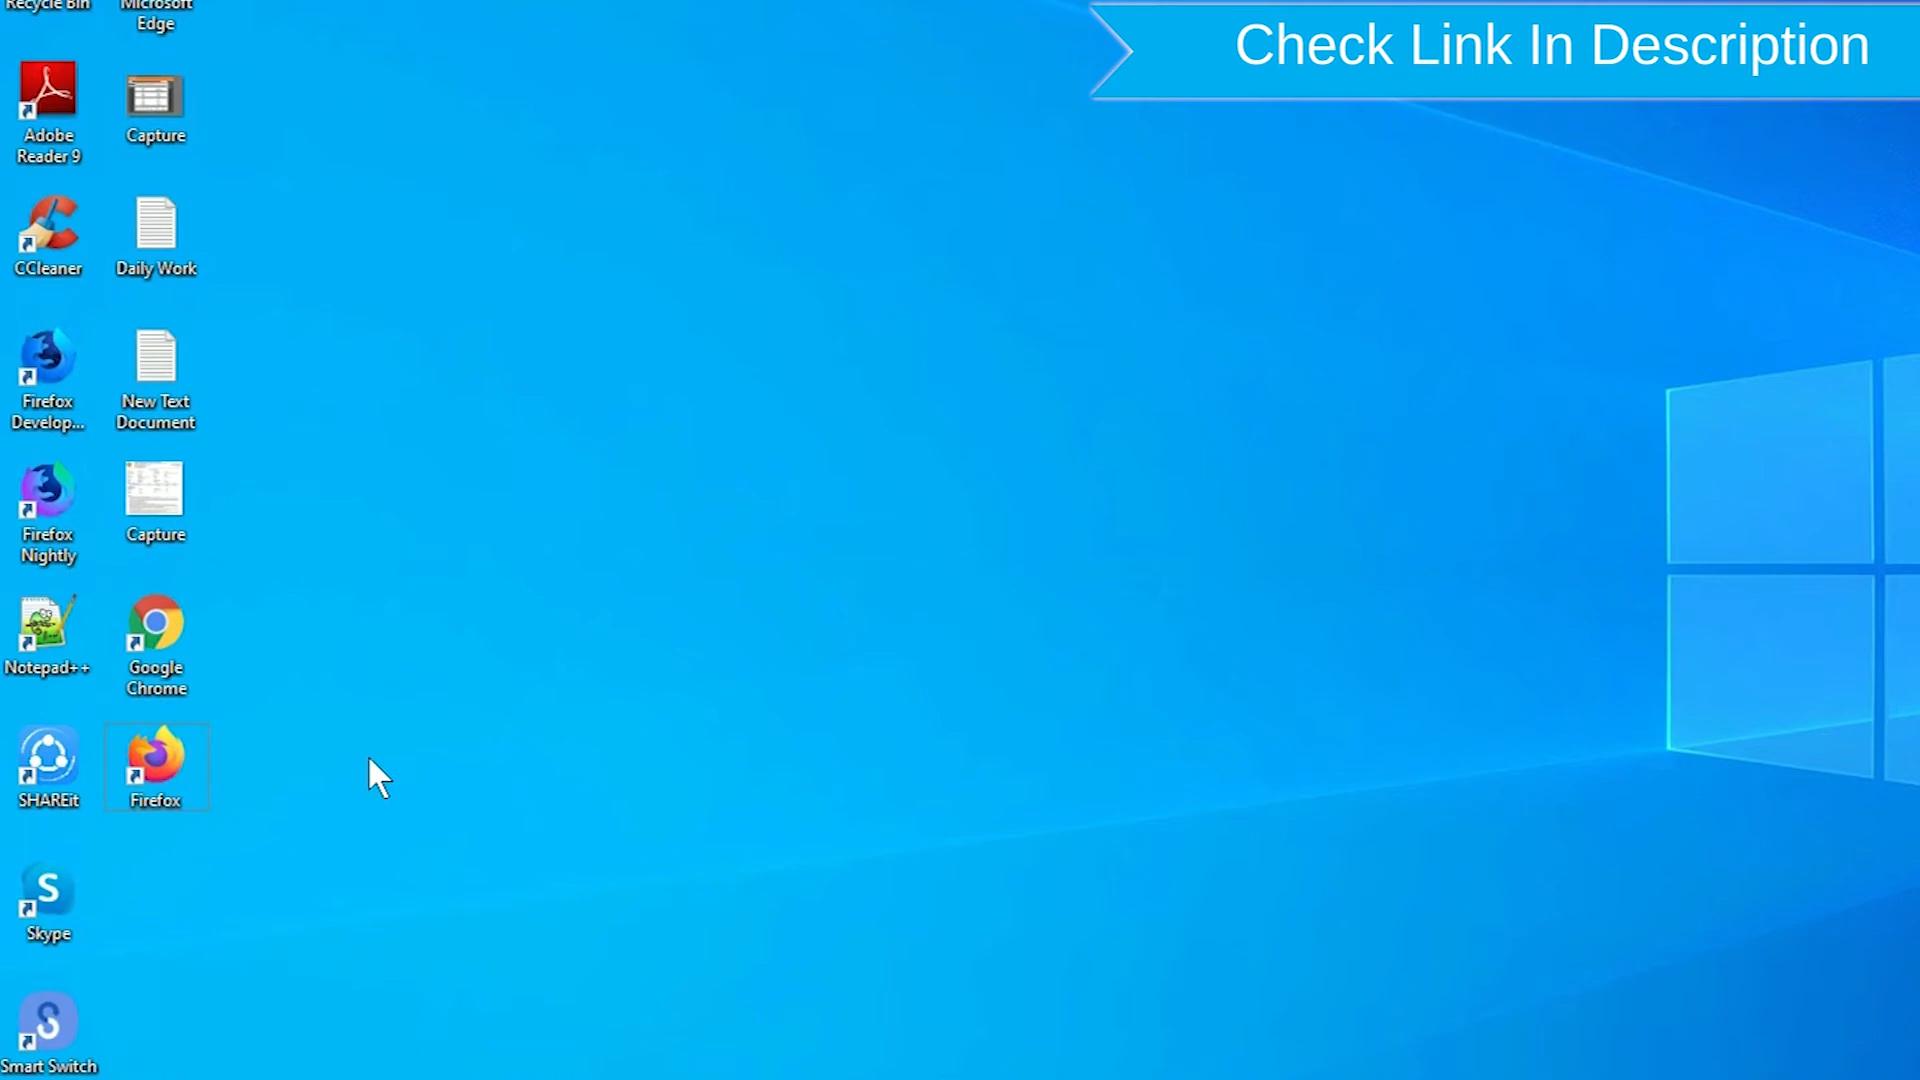 Recycle Bin
Microsoft
Edge
Check Link In Description
Adobe
Reader 9
Capture
CCleaner
Daily Work
Firefox
Develop...
New Text
Document
Firefox
Nightly
Capture
Notepad++
Google
Chrome
SHAREit
Firefox
Skype
Smart Switch